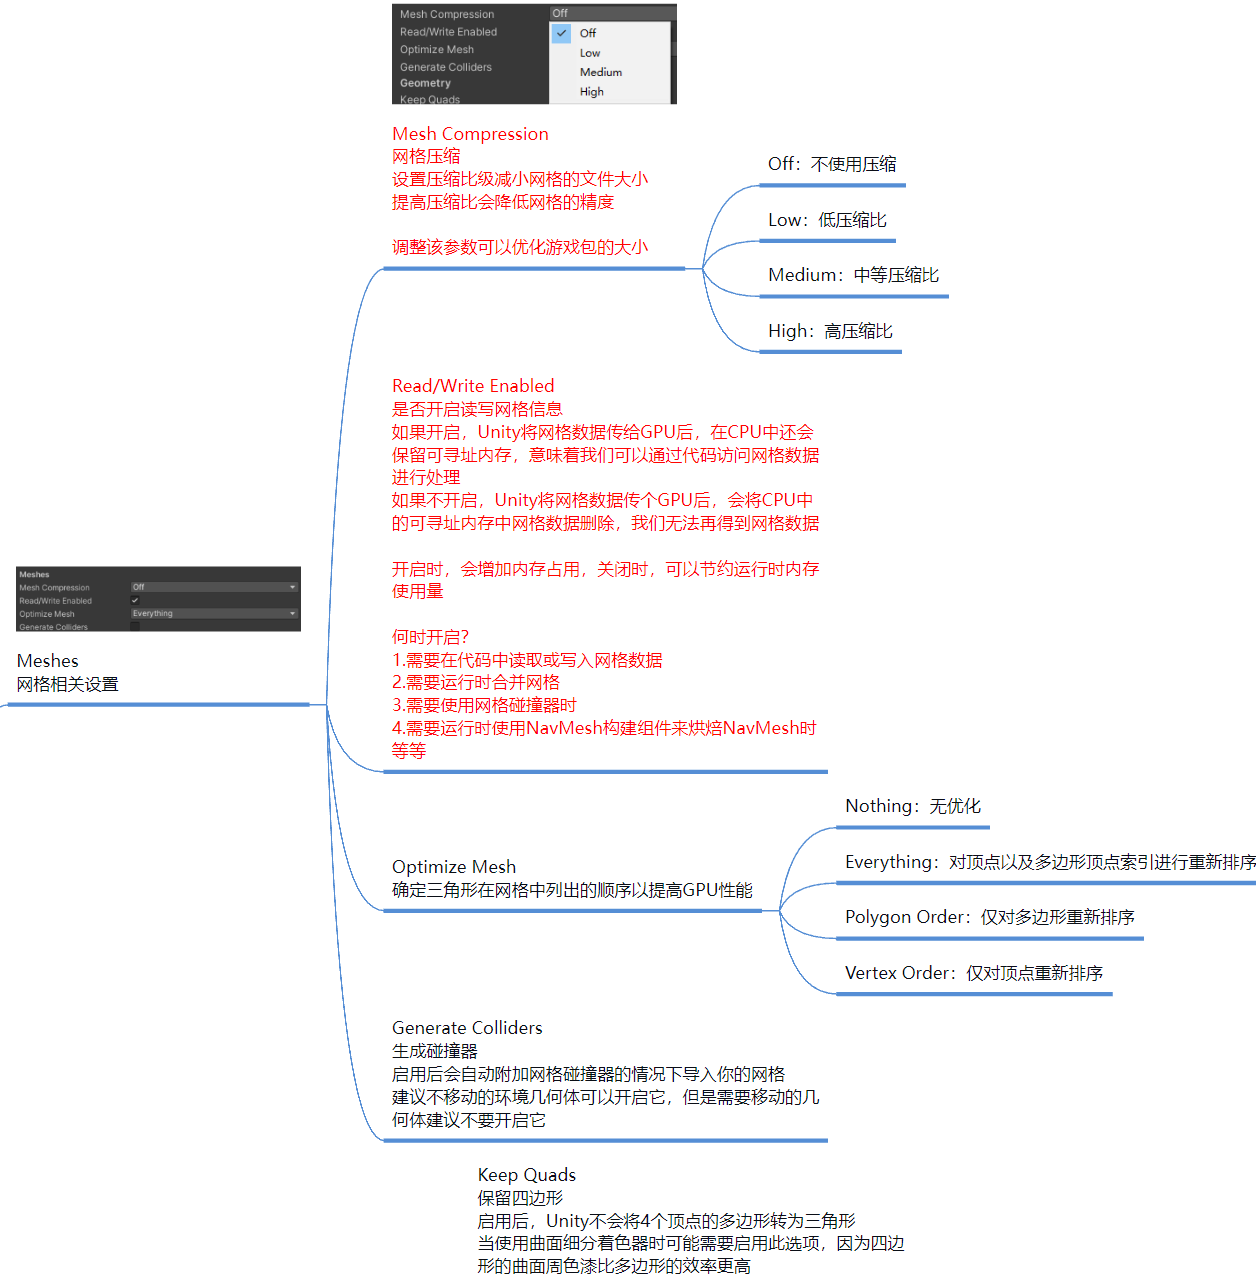 Mesh Compression
Off
Read/Write Enabled
Off
Optimize Mesh
Low
Generate Colliders
Medium
Geometry
High
Keep Quads
Mesh Compression
网格压缩
设置压缩比级减小网格的文件大小
提高压缩比会降低网格的精度
调整该参数可以优化游戏包的大小
Off：不使用压缩
Low：低压缩比
Medium：中等压缩比
High：高压缩比
Read/Write Enabled
是否开启读写网格信息
如果开启，Unity将网格数据传给GPU后，在CPU中还会
保留可寻址内存，意味着我们可以通过代码访问网格数据
进行处理
如果不开启，Unity将网格数据传个GPU后，会将CPU中
的可寻址内存中网格数据删除，我们无法再得到网格数据
开启时，会增加内存占用，关闭时，可以节约运行时内存
使用量
何时开启？
1.需要在代码中读取或写入网格数据
2.需要运行时合并网格
3.需要使用网格碰撞器时
4.需要运行时使用NavMesh构建组件来烘焙NavMesh时
等等
Meshes
Mesh Compression
Off
Read/Write Enabled
Optimize Mesh
Everything
Generate Colliders
Meshes
网格相关设置
Optimize Mesh
确定三角形在网格中列出的顺序以提高GPU性能
Nothing：无优化
Everything：对顶点以及多边形顶点索引进行重新排序
Polygon Order：仅对多边形重新排序
Vertex Order：仅对顶点重新排序
Generate Colliders
生成碰撞器
启用后会自动附加网格碰撞器的情况下导入你的网格
建议不移动的环境几何体可以开启它，但是需要移动的几
何体建议不要开启它
Keep Quads
保留四边形
启用后，Unity不会将4个顶点的多边形转为三角形
当使用曲面细分着色器时可能需要启用此选项，因为四边
形的曲面周色漆比多边形的效率更高